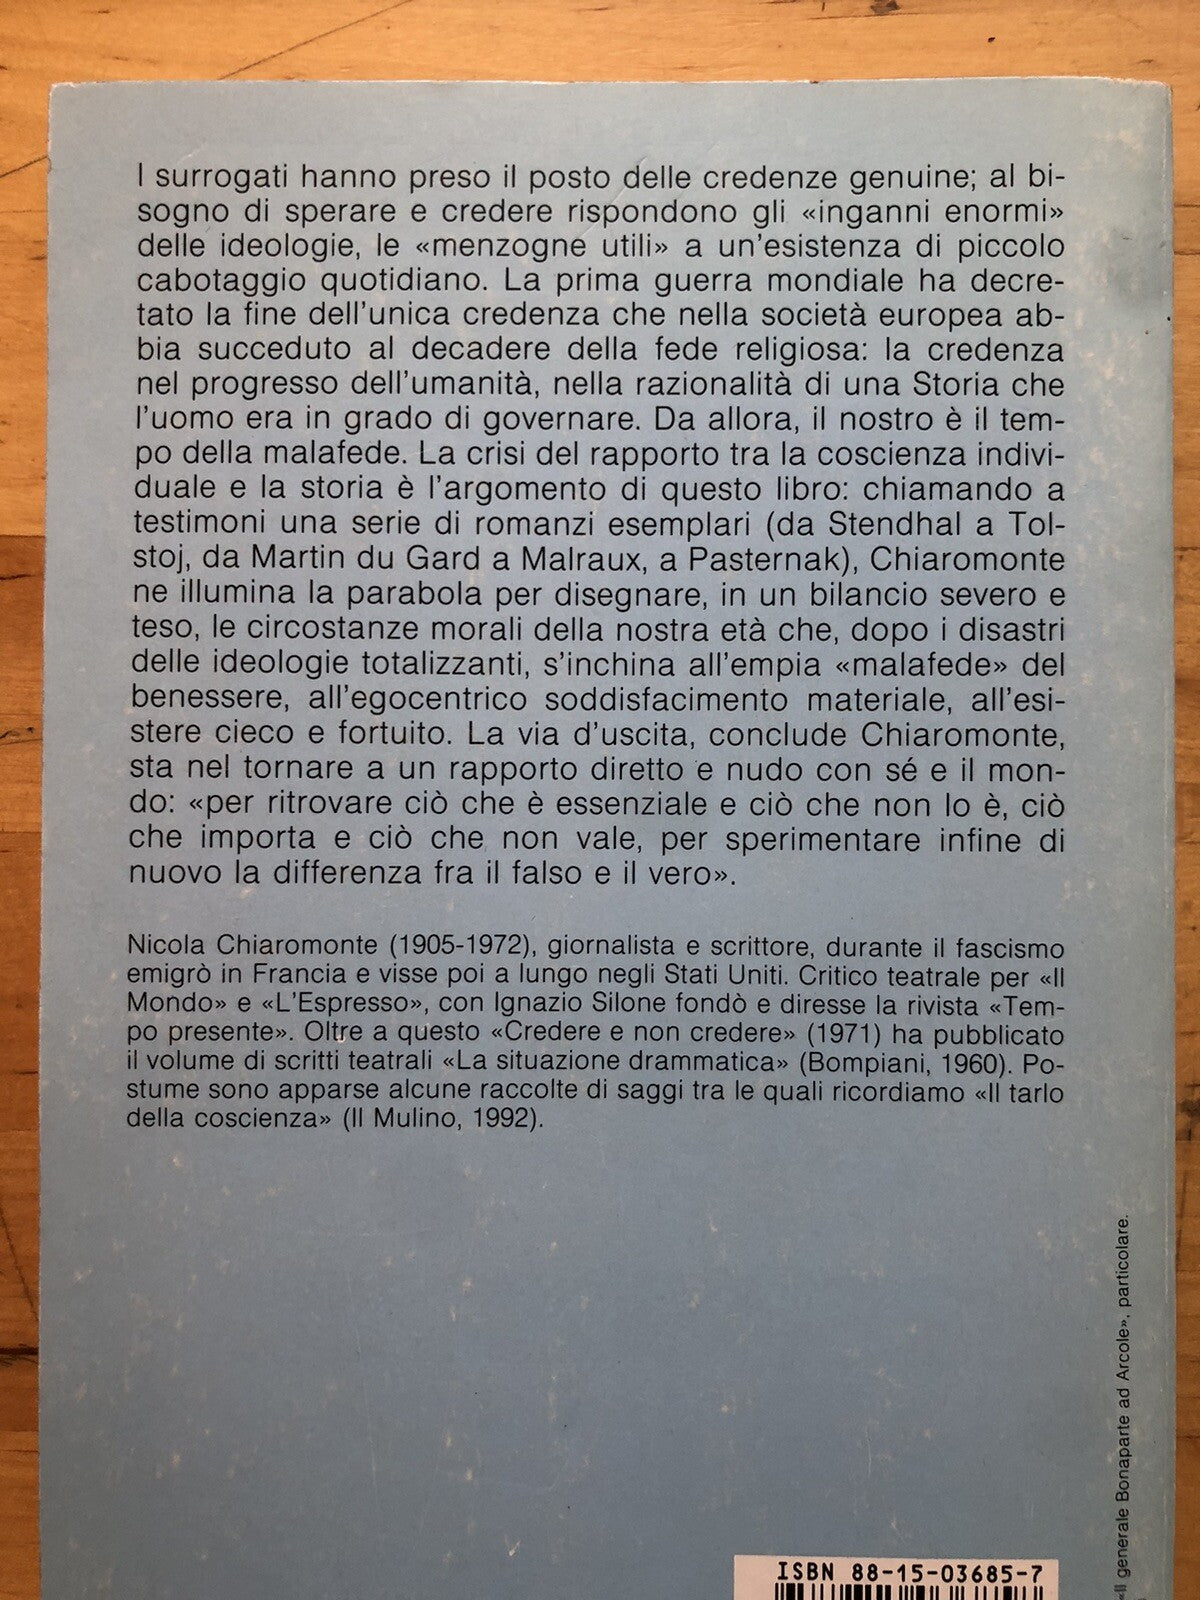 I surrogati hanno preso il posto delle credenze genuine; al bi-
sogno di sperare e credere rispondono gli «inganni enormi»
delle ideologie, le «menzogne utili» a un'esistenza di piccolo
cabotaggio quotidiano. La prima guerra mondiale ha decre-
tato la fine dell'unica credenza che nella società europea ab-
bia succeduto al decadere della fede religiosa: la credenza
nel progresso dell'umanità, nella razionalità di una Storia che
l'uomo era in grado di governare. Da allora, il nostro è il tem-
po della malafede. La crisi del rapporto tra la coscienza indivi-
duale e la storia è l'argomento di questo libro: chiamando a
testimoni una serie di romanzi esemplari (da Stendhal a Tol-
stoj, da Martin du Gard a Malraux, a Pasternak), Chiaromonte
ne illumina la parabola per disegnare, in un bilancio severo e
teso, le circostanze morali della nostra età che, dopo i disastri
delle ideologie totalizzanti, s'inchina all'empia «malafede» del
benessere, all'egocentrico soddisfacimento materiale, all'esi-
stere cieco e fortuito. La via d'uscita, conclude Chiaromonte,
sta nel tornare a un rapporto diretto e nudo con sé e il mon-
do: «per ritrovare ciò che è essenziale e ciò che non lo è, ciò
che importa e ciò che non vale, per sperimentare infine di
nuovo la differenza fra il falso e il vero».
Nicola Chiaromonte (1905-1972), giornalista e scrittore, durante il fascismo
emigrò in Francia e visse poi a lungo negli Stati Uniti. Critico teatrale per «Il
Mondo» e «L'Espresso», con Ignazio Silone fondò e diresse la rivista «Tem-
po presente». Oltre a questo «Credere e non credere» (1971) ha pubblicato
il volume di scritti teatrali «La situazione drammatica» (Bompiani, 1960). Po-
stume sono apparse alcune raccolte di saggi tra le quali ricordiamo «Il tarlo
della coscienza» (Il Mulino, 1992).
«Il generale Bonaparte ad Arcole», particolare.
ISBN 88-15-03685-7